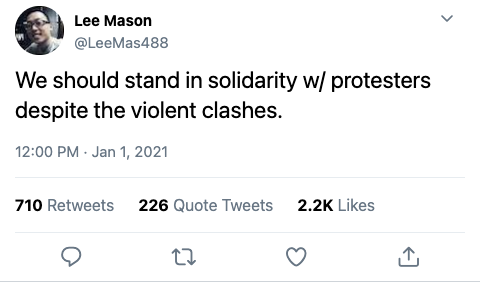 Lee Mason
@LeeMas488
We should stand in solidarity w/ protesters
despite the violent clashes.
12:00 PM · Jan 1, 2021
710 Retweets 226 Quote Tweets 2.2K Likes